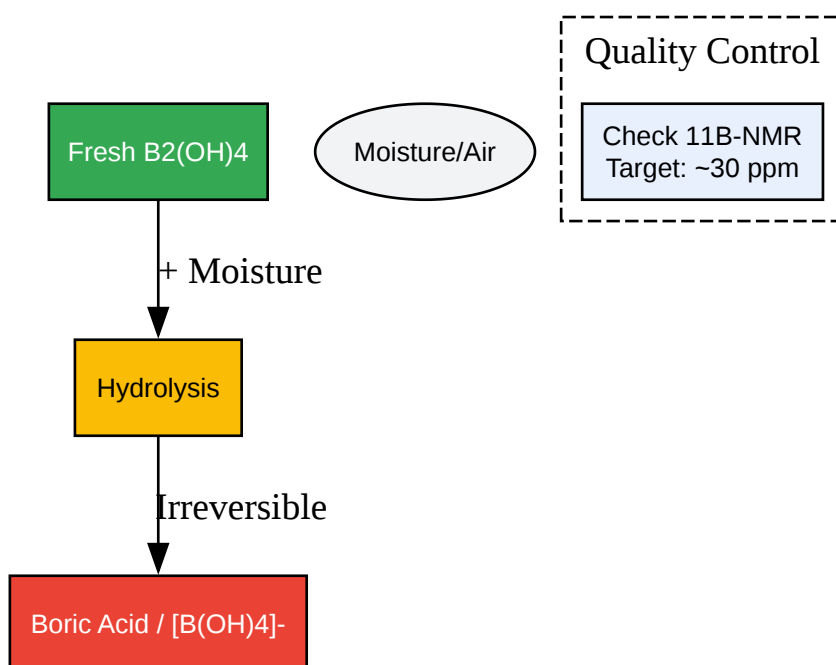 Quality Control
Fresh B2(OH)4
Moisture/Air
Check 11B-NMR
Target: ~30 ppm
+ Moisture
Hydrolysis
Irreversible
Boric Acid / [B(OH)4]-